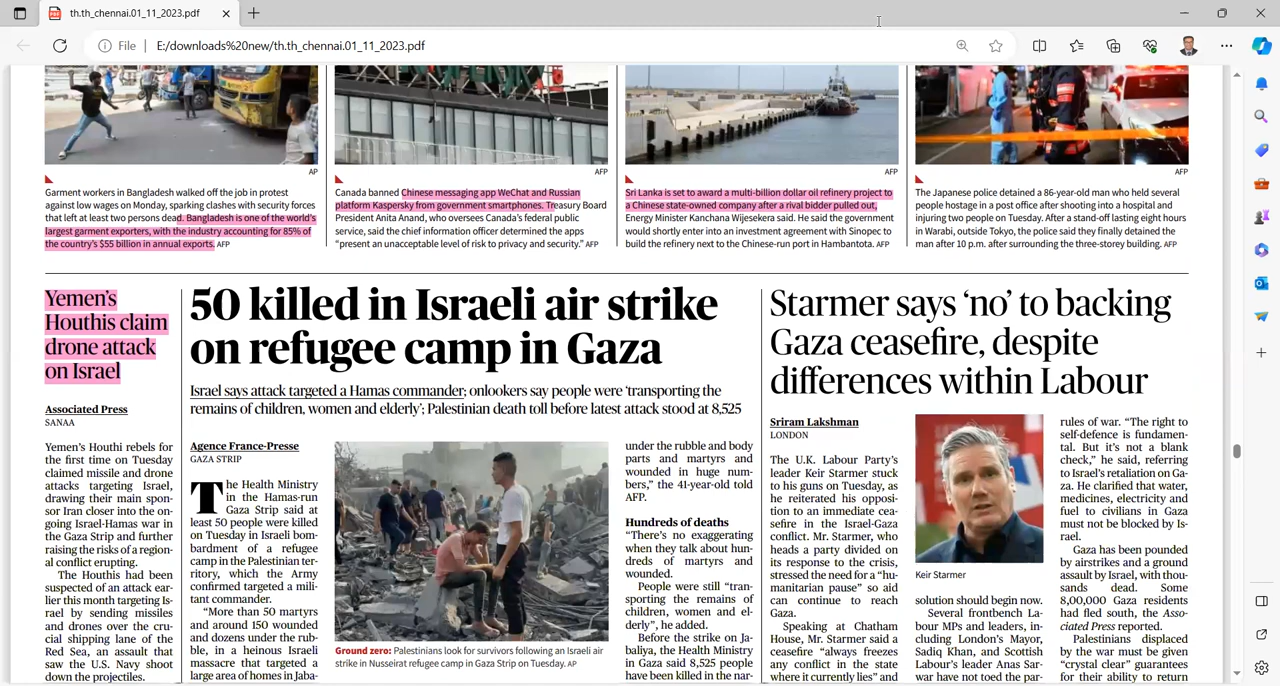 th.th_chennai.01_11_2023.pdf
File
E:/downloads%20new/th.th_chennai.01_11_2023.pdf
AP
Garment workers in Bangladesh walked off the job in protest
against low wages on Monday, sparking clashes with security forces
that left at least two persons dead. Bangladesh is one of the world's
largest garment exporters, with the industry accounting for 85% of
the country's $55 billion in annual exports. AFP
AFP
Canada banned Chinese messaging app WeChat and Russian
platform Kaspersky from government smartphones. Treasury Board
President Anita Anand, who oversees Canada's federal public
service, said the chief information officer determined the apps
"present an unacceptable level of risk to privacy and security." AFP
AFP
Sri Lanka is set to award a multi-billion dollar oil refinery project to
a Chinese state-owned company after a rival bidder pulled out,
Energy Minister Kanchana Wijesekera said. He said the government
would shortly enter into an investment agreement with Sinopec to
build the refinery next to the Chinese-run port in Hambantota. AFP
AFP
The Japanese police detained a 86-year-old man who held several
people hostage in a post office after shooting into a hospital and
injuring two people on Tuesday. After a stand-off lasting eight hours
in Warabi, outside Tokyo, the police said they finally detained the
man after 10 p.m. after surrounding the three-storey building. AFP
Yemen's
Houthis claim
drone attack
on Israel
Associated Press
SANAA
Yemen's Houthi rebels for
the first time on Tuesday
claimed missile and drone
attacks targeting Israel,
drawing their main spon-
sor Iran closer into the on-
going Israel-Hamas war in
the Gaza Strip and further
raising the risks of a region-
al conflict erupting.
The Houthis had been
suspected of an attack ear-
lier this month targeting Is-
rael by sending missiles
and drones over the cru-
cial shipping lane of the
Red Sea, an assault that
saw the U.S. Navy shoot
down the projectiles.
50 killed in Israeli air strike
on refugee camp in Gaza
Israel says attack targeted a Hamas commander; onlookers say people were 'transporting the
remains of children, women and elderly'; Palestinian death toll before latest attack stood at 8,525
Agence France-Presse
GAZA STRIP
The Health Ministry
in the Hamas-run
Gaza Strip said at
least 50 people were killed
on Tuesday in Israeli bom-
bardment of a refugee
camp in the Palestinian ter-
ritory, which the Army
confirmed targeted a mili-
tant commander.
"More than 50 martyrs
and around 150 wounded
and dozens under the rub-
ble, in a heinous Israeli
massacre that targeted a
large area of homes in Jaba-
Ground zero: Palestinians look for survivors following an Israeli air
strike in Nusseirat refugee camp in Gaza Strip on Tuesday. AP
under the rubble and body
parts and martyrs and
wounded in huge num-
bers," the 41-year-old told
AFP.
Hundreds of deaths
"There's no exaggerating
when they talk about hun-
dreds of martyrs and
wounded.
People were still "tran-
sporting the remains of
children, women and el-
derly", he added.
Before the strike on Ja-
baliya, the Health Ministry
in Gaza said 8,525 people
have been killed in the nar-
Starmer says 'no' to backing
Gaza ceasefire, despite
differences within Labour
Sriram Lakshman
LONDON
The U.K. Labour Party's
leader Keir Starmer stuck
to his guns on Tuesday, as
he reiterated his opposi-
tion to an immediate cea-
sefire in the Israel-Gaza
conflict. Mr. Starmer, who
heads a party divided on
its response to the crisis,
stressed the need for a "hu-
manitarian pause" so aid
can continue to reach
Gaza.
Speaking at Chatham
House, Mr. Starmer said a
ceasefire "always freezes
any conflict in the state
where it currently lies" and
Keir Starmer
solution should begin now.
Several frontbench La-
bour MPs and leaders, in-
cluding London's Mayor,
Sadiq Khan, and Scottish
Labour's leader Anas Sar-
war have not toed the par-
rules of war. "The right to
self-defence is fundamen-
tal. But it's not a blank
check," he said, referring
to Israel's retaliation on Ga-
za. He clarified that water,
medicines, electricity and
fuel to civilians in Gaza
must not be blocked by Is-
rael.
Gaza has been pounded
by airstrikes and a ground
assault by Israel, with thou-
sands dead. Some
8,00,000 Gaza residents
had fled south, the Asso-
ciated Press reported.
Palestinians displaced
by the war must be given
"crystal clear" guarantees
for their ability to return